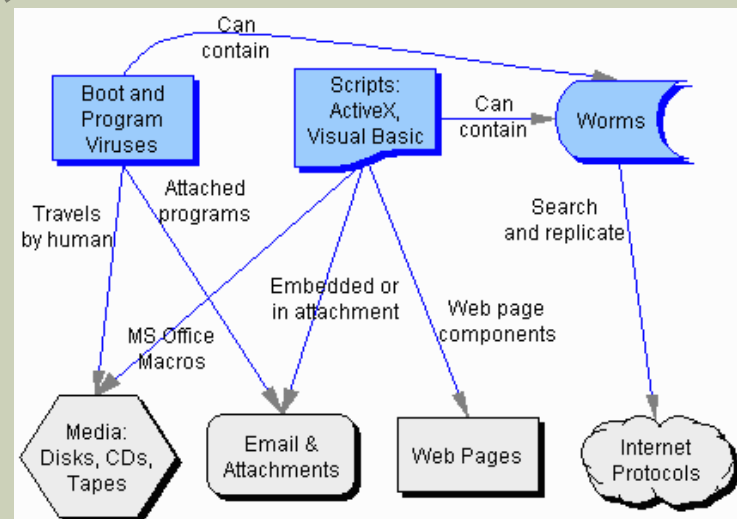 Can
contain
Boot and
Program
Viruses
Scripts:
ActiveX,
Visual Basic
Can
contain
Worms
Travels
by human
Attached
programs
Search
and replicate
Embedded or
in attachment
Web page
components
MS Office
Macros
Media:
Disks, CDs,
Tapes
Email &
Attachments
Web Pages
Internet
Protocols